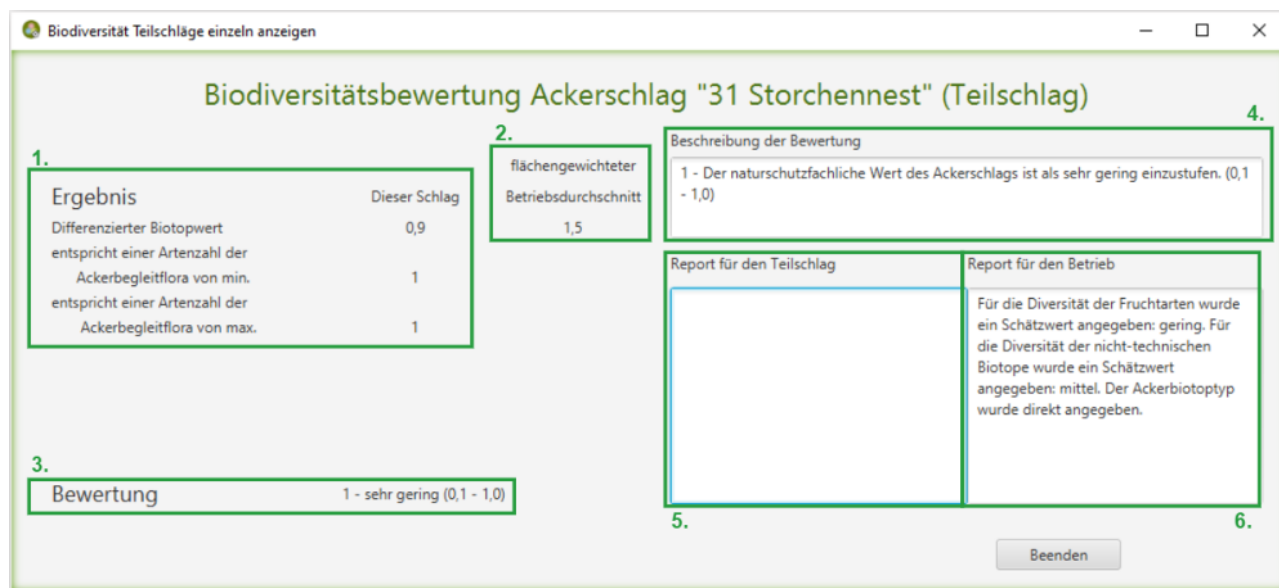 Biodiversität Teilschläge einzeln anzeigen
Biodiversitätsbewertung Ackerschlag "31 Storchennest" (Teilschlag)
1.
Ergebnis Dieser Schlag
Differenzierter Biotopwert 0,9
entspricht einer Artenzahl der
Ackerbegleitflora von min. 1
entspricht einer Artenzahl der
Ackerbegleitflora von max. 1
2.
flächengewichteter
Betriebsdurchschnitt
1,5
3.
Bewertung 1 - sehr gering (0,1 - 1,0)
4.
Beschreibung der Bewertung
1 - Der naturschutzfachliche Wert des Ackerschlags ist als sehr gering einzustufen. (0,1
- 1,0)
Report für den Teilschlag
5.
Report für den Betrieb
Für die Diversität der Fruchtarten wurde
ein Schätzwert angegeben: gering. Für
die Diversität der nicht-technischen
Biotope wurde ein Schätzwert
angegeben: mittel. Der Ackerbiotoptyp
wurde direkt angegeben.
6.
Beenden